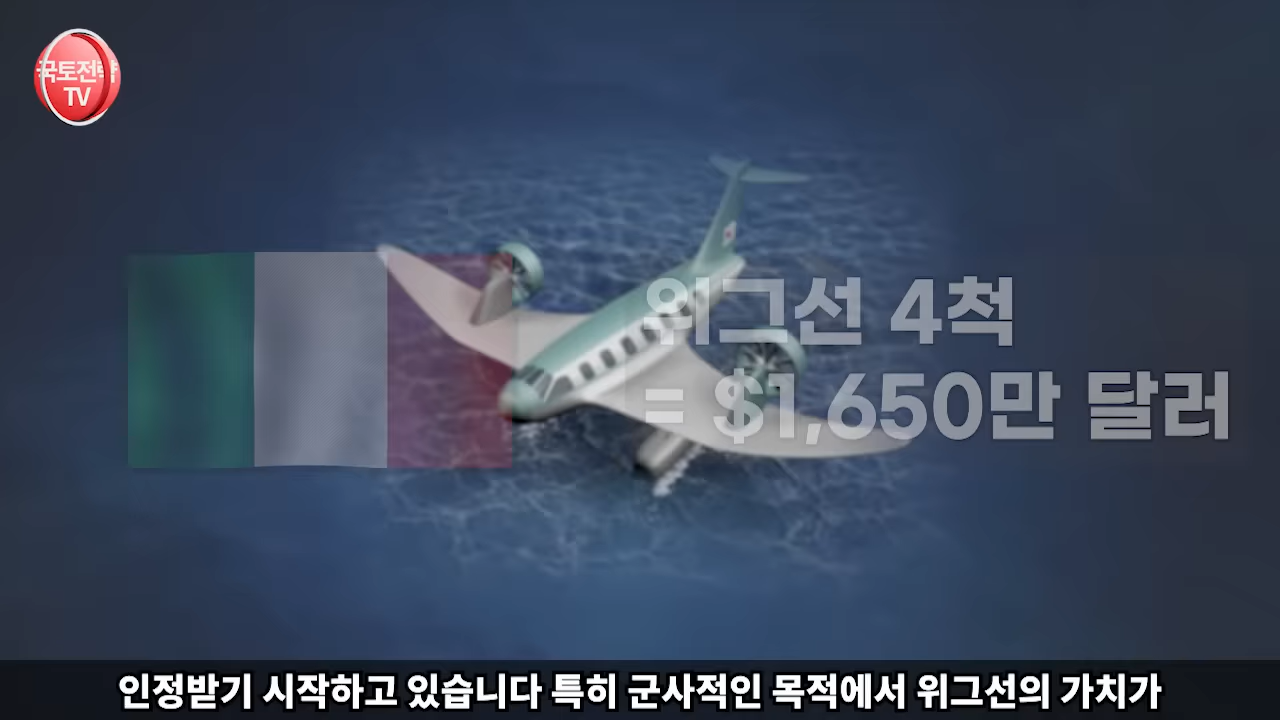 국토전략
TV
위그선 4척
= $1,650만 달러
인정받기 시작하고 있습니다 특히 군사적인 목적에서 위그선의 가치가